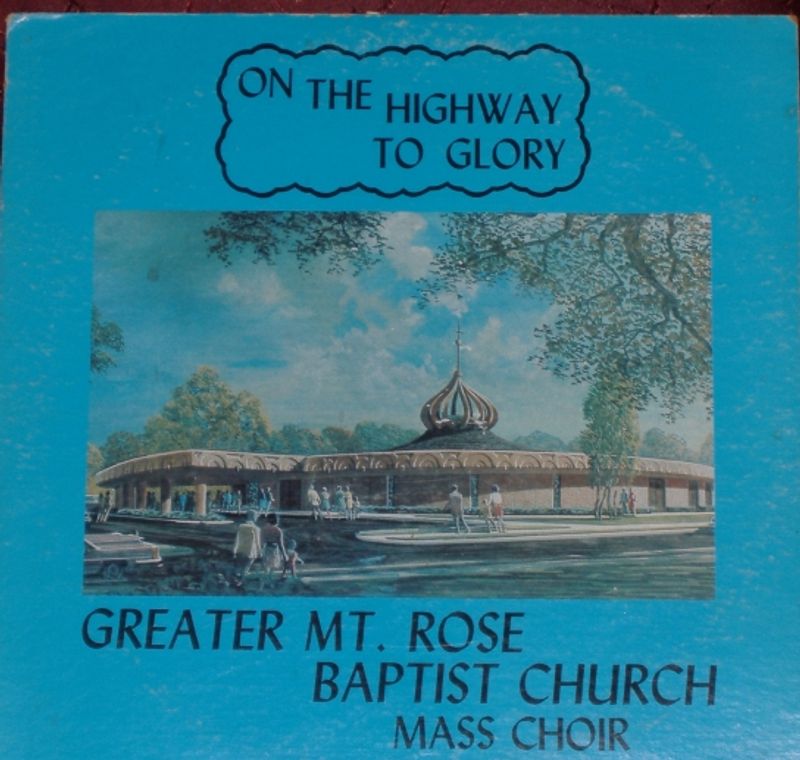 ON THE HIGHWAY
TO GLORY
GREATER MT. ROSE
BAPTIST CHURCH
MASS CHOIR